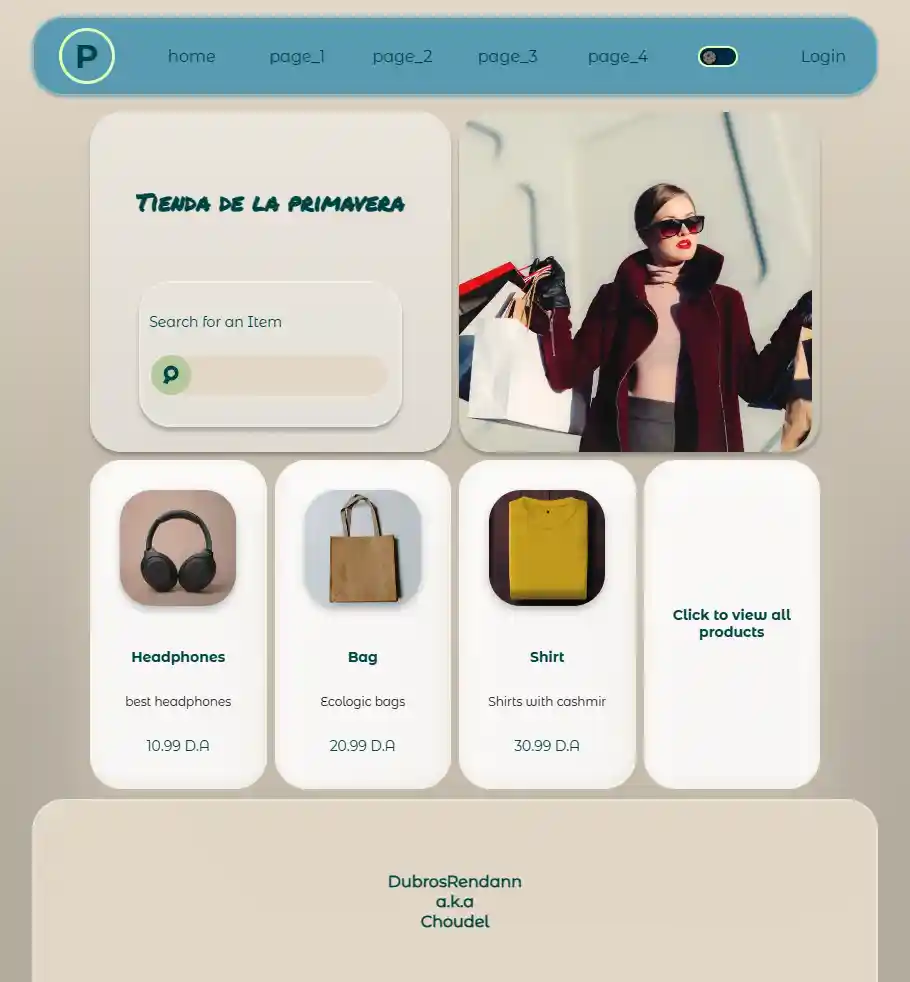 P
home
page_1
page_2
page_3
page_4
Login
Tienda de la primavera
Search for an Item
Headphones
best headphones
10.99 D.A
Bag
Ecologic bags
20.99 D.A
Shirt
Shirts with cashmir
30.99 D.A
Click to view all
products
DubrosRendann
a.k.a
Choudel